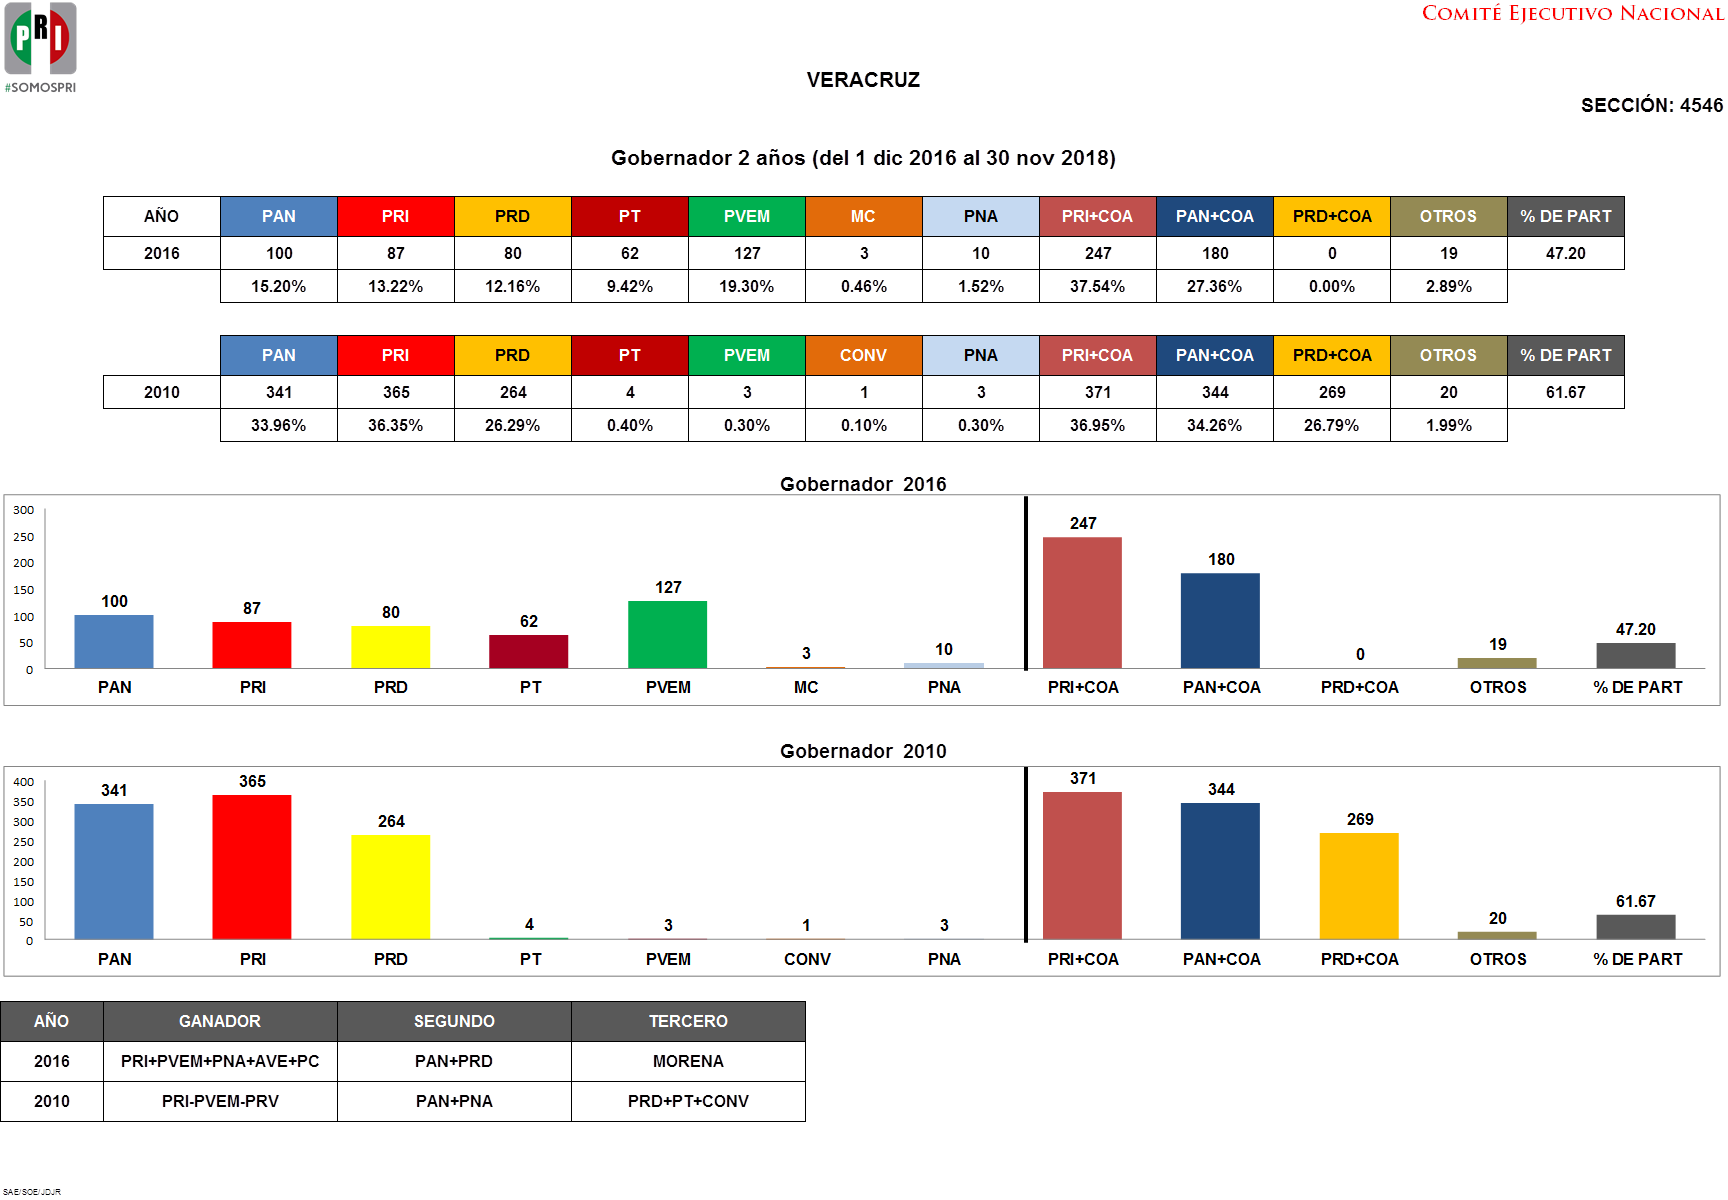 PRI
#SOMOSPRI
COMITÉ EJECUTIVO NACIONAL
VERACRUZ
SECCIÓN: 4546
Gobernador 2 años (del 1 dic 2016 al 30 nov 2018)
AÑO PAN PRI PRD PT PVEM MC PNA PRI+COA PAN+COA PRD+COA OTROS % DE PART
2016 100 87 80 62 127 3 10 247 180 0 19 47.20
15.20% 13.22% 12.16% 9.42% 19.30% 0.46% 1.52% 37.54% 27.36% 0.00% 2.89%
PAN PRI PRD PT PVEM CONV PNA PRI+COA PAN+COA PRD+COA OTROS % DE PART
2010 341 365 264 4 3 1 3 371 344 269 20 61.67
33.96% 36.35% 26.29% 0.40% 0.30% 0.10% 0.30% 36.95% 34.26% 26.79% 1.99%
Gobernador 2016
300
250
200
150
100
50
0
100 87 80 62 127 3 10 247 180 0 19 47.20
PAN PRI PRD PT PVEM MC PNA PRI+COA PAN+COA PRD+COA OTROS % DE PART
Gobernador 2010
400
350
300
250
200
150
100
50
0
341 365 264 4 3 1 3 371 344 269 20 61.67
PAN PRI PRD PT PVEM CONV PNA PRI+COA PAN+COA PRD+COA OTROS % DE PART
AÑO GANADOR SEGUNDO TERCERO
2016 PRI+PVEM+PNA+AVE+PC PAN+PRD MORENA
2010 PRI-PVEM-PRV PAN+PNA PRD+PT+CONV
SAE/SOE/JDJR